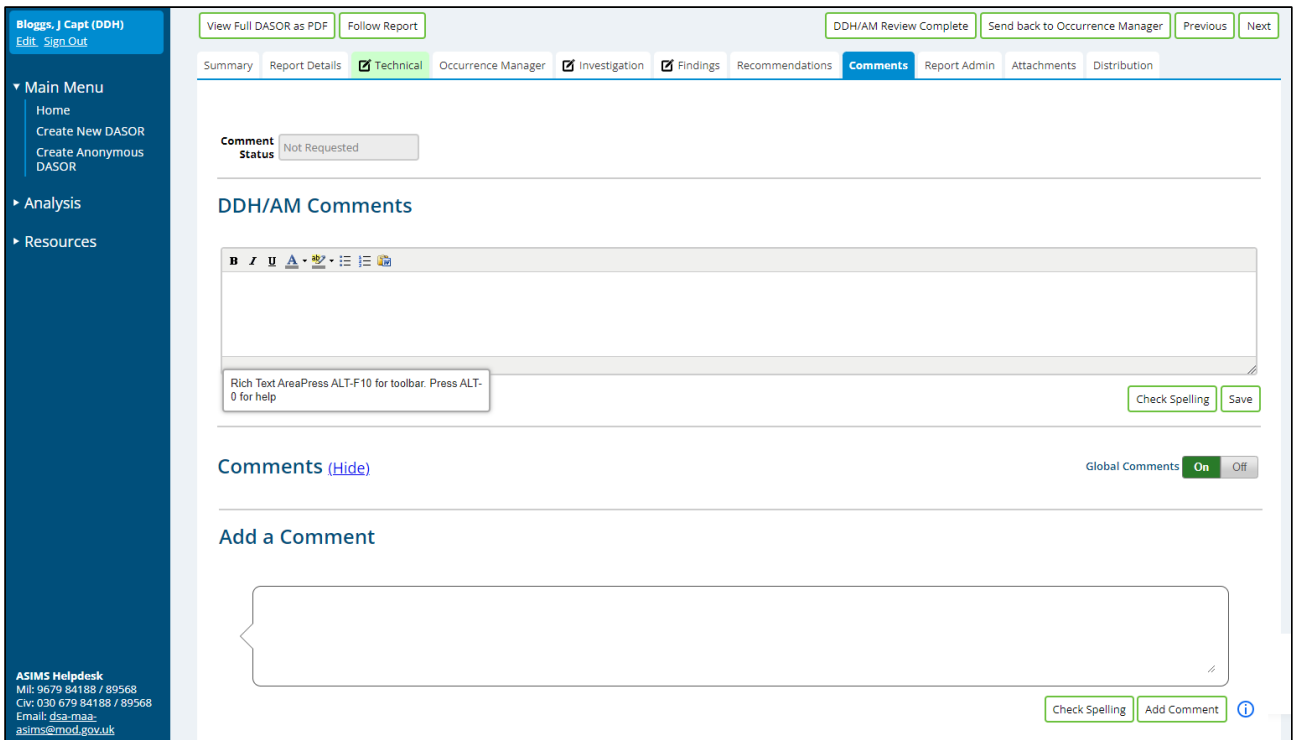 Bloggs, J Capt (DDH)
Edit Sign Out
Main Menu
Home
Create New DASOR
Create Anonymous
DASOR
Analysis
Resources
ASIMS Helpdesk
Mil: 9679 84188 / 89568
Civ: 030 679 84188 / 89568
Email: dsa-maa-
asims@mod.gov.uk
View Full DASOR as PDF Follow Report DDH/AM Review Complete Send back to Occurrence Manager Previous Next
Summary Report Details Technical Occurrence Manager Investigation Findings Recommendations Comments Report Admin Attachments Distribution
Comment
Status Not Requested
DDH/AM Comments
B I U A ab
Rich Text AreaPress ALT-F10 for toolbar. Press ALT-
0 for help
Check Spelling Save
Comments (Hide) Global Comments On Off
Add a Comment
Check Spelling Add Comment